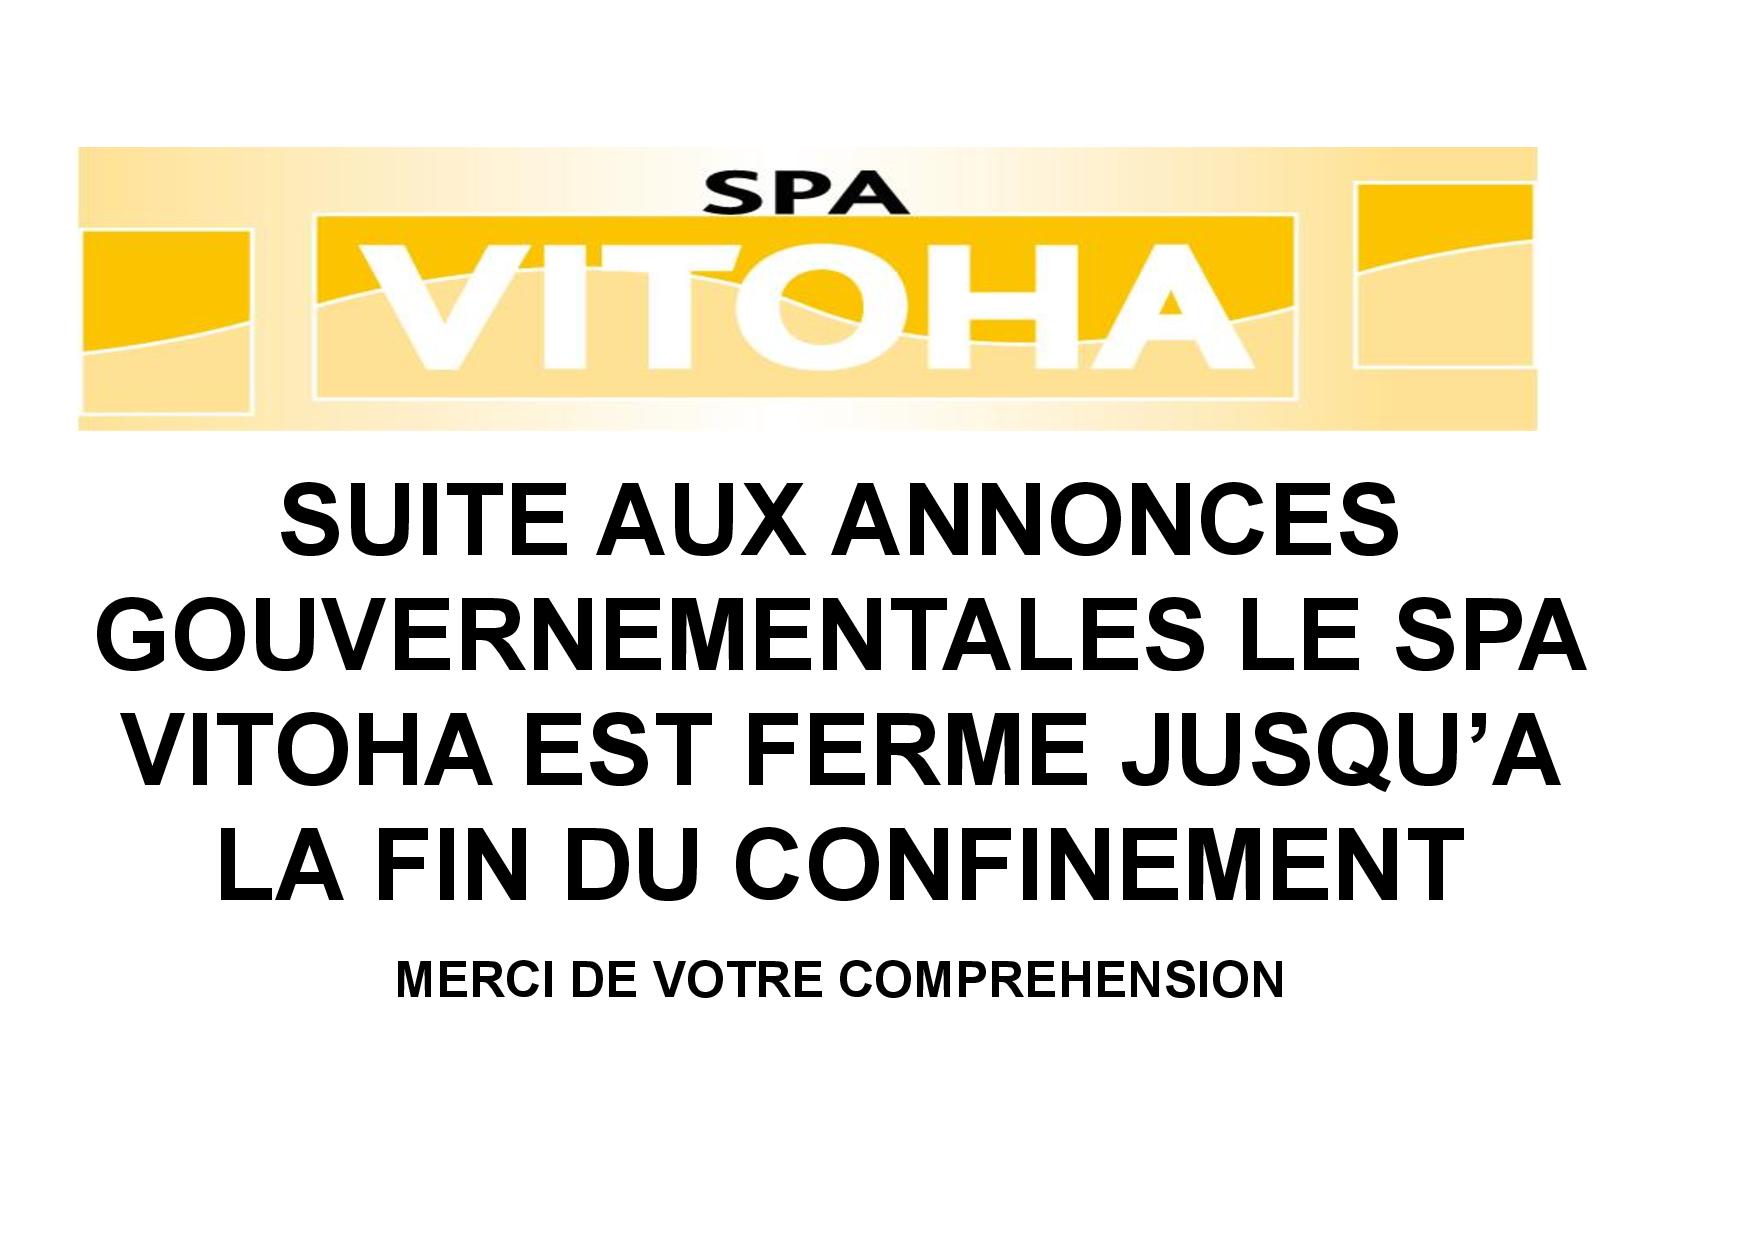 SPA
VITOHA
SUITE AUX ANNONCES
GOUVERNEMENTALES LE SPA
VITOHA EST FERME JUSQU’A
LA FIN DU CONFINEMENT
MERCI DE VOTRE COMPREHENSION